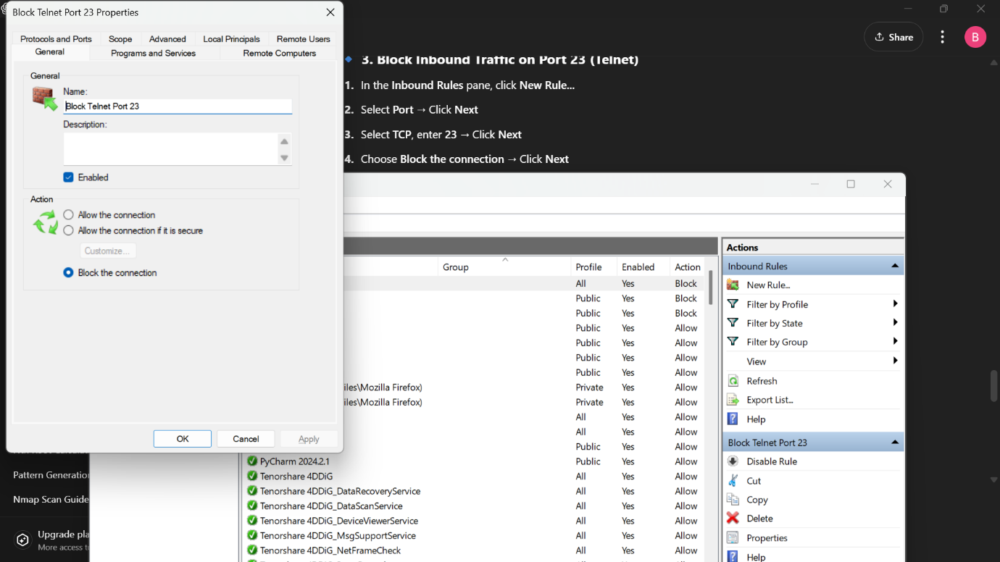 Block Telnet Port 23 Properties
Protocols and Ports Scope Advanced Local Principals Remote Users
General Programs and Services Remote Computers
General
Name:
Block Telnet Port 23
Description:
Enabled
Action
Allow the connection
Allow the connection if it is secure
Customize...
Block the connection
OK Cancel Apply
Share
B
3. Block Inbound Traffic on Port 23 (Telnet)
1. In the Inbound Rules pane, click New Rule...
2. Select Port → Click Next
3. Select TCP, enter 23 → Click Next
4. Choose Block the connection → Click Next
Group Profile Enabled Action
All Yes Block
Public Yes Block
Public Yes Block
Public Yes Allow
Public Yes Allow
Public Yes Allow
Public Yes Allow
iles\Mozilla Firefox) Private Yes Allow
iles\Mozilla Firefox) Private Yes Allow
All Yes Allow
All Yes Allow
Public Yes Allow
PyCharm 2024.2.1 Public Yes Allow
Tenorshare 4DDiG All Yes Allow
Tenorshare 4DDiG_DataRecoveryService All Yes Allow
Tenorshare 4DDiG_DataScanService All Yes Allow
Tenorshare 4DDiG_DeviceViewerService All Yes Allow
Tenorshare 4DDiG_MsgSupportService All Yes Allow
Tenorshare 4DDiG_NetFrameCheck All Yes Allow
Actions
Inbound Rules
New Rule...
Filter by Profile
Filter by State
Filter by Group
View
Refresh
Export List...
Help
Block Telnet Port 23
Disable Rule
Cut
Copy
Delete
Properties
Help
Pattern Generation
Nmap Scan Guide
Upgrade pla
More access t